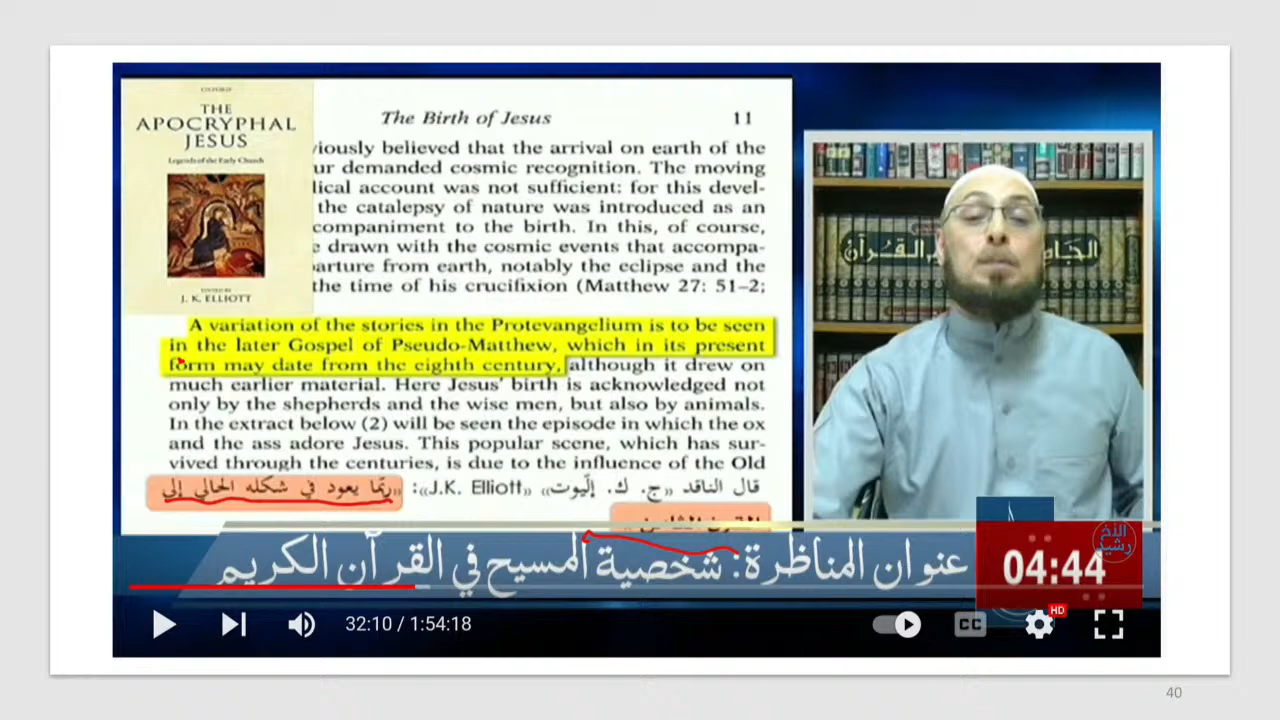 OXFORD
THE
APOCRYPHAL
JESUS
Legends of the Early Church
EDITED BY
J. K. ELLIOTT
The Birth of Jesus 11
viously believed that the arrival on earth of the
ur demanded cosmic recognition. The moving
lical account was not sufficient: for this devel-
the catalepsy of nature was introduced as an
companiment to the birth. In this, of course,
e drawn with the cosmic events that accompa-
arture from earth, notably the eclipse and the
the time of his crucifixion (Matthew 27: 51–2;
A variation of the stories in the Protevangelium is to be seen
in the later Gospel of Pseudo-Matthew, which in its present
form may date from the eighth century, although it drew on
much earlier material. Here Jesus' birth is acknowledged not
only by the shepherds and the wise men, but also by animals.
In the extract below (2) will be seen the episode in which the ox
and the ass adore Jesus. This popular scene, which has sur-
vived through the centuries, is due to the influence of the Old
قال الناقد «ج. ك. إلّيوت» «J.K. Elliott»: «ربّما يعود في شكله الحالي إلى
عنوان المناظرة: شخصية المسيح في القرآن الكريم
الأخ
رشيد
04:44
32:10 / 1:54:18
CC
HD
40